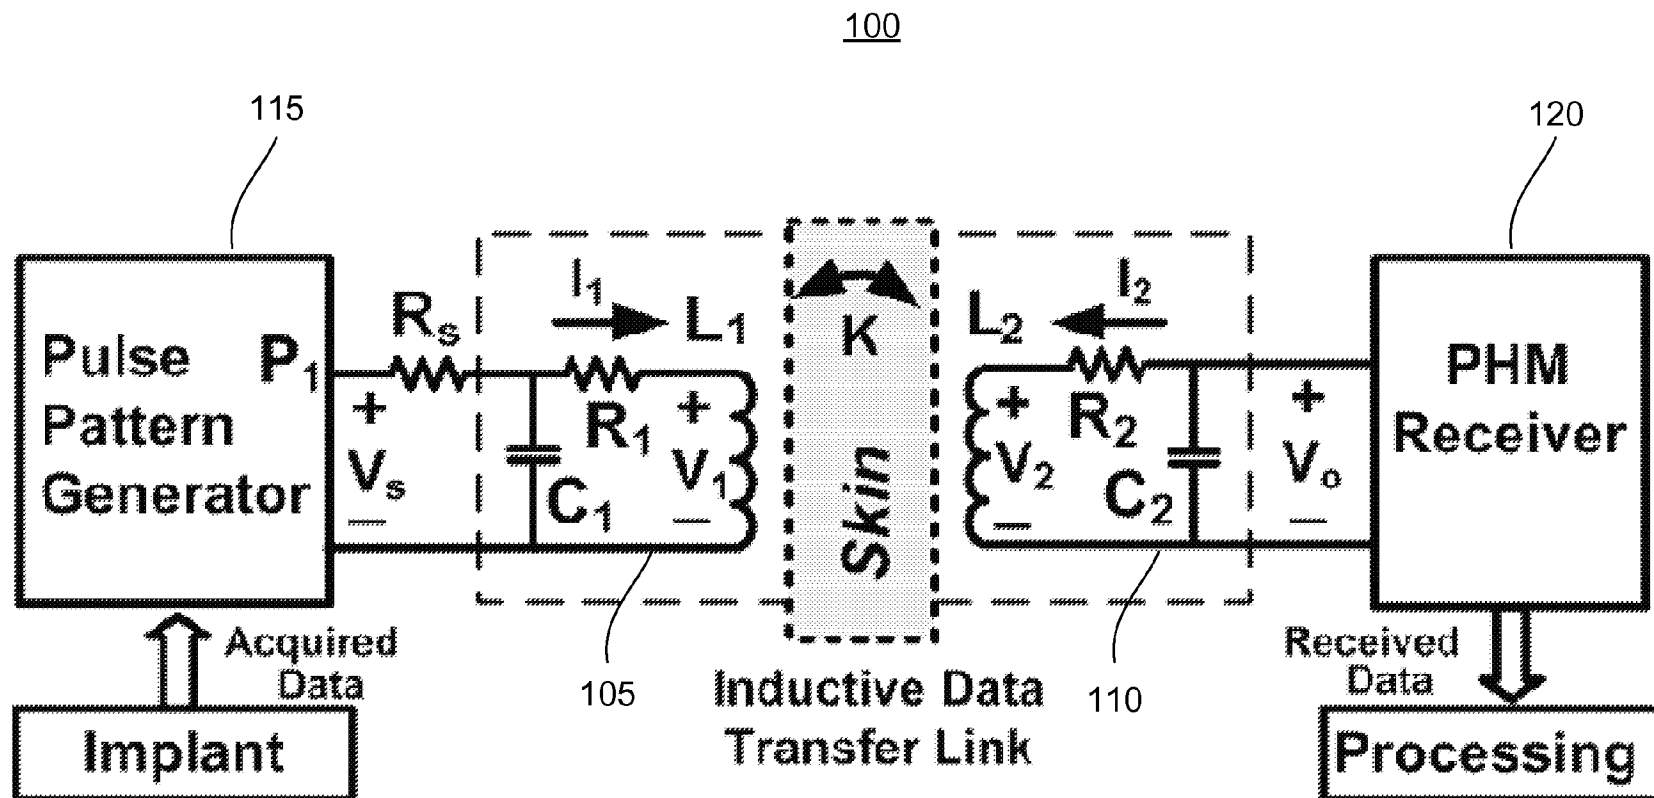 100
115
120
Pulse
Pattern
Generator
P1
Rs
+
Vs
−
I1
R1
C1
L1
+
V1
−
K
Skin
L2
I2
+
V2
−
R2
C2
+
Vo
−
PHM
Receiver
Acquired
Data
Implant
105
Inductive Data
Transfer Link
110
Received
Data
Processing